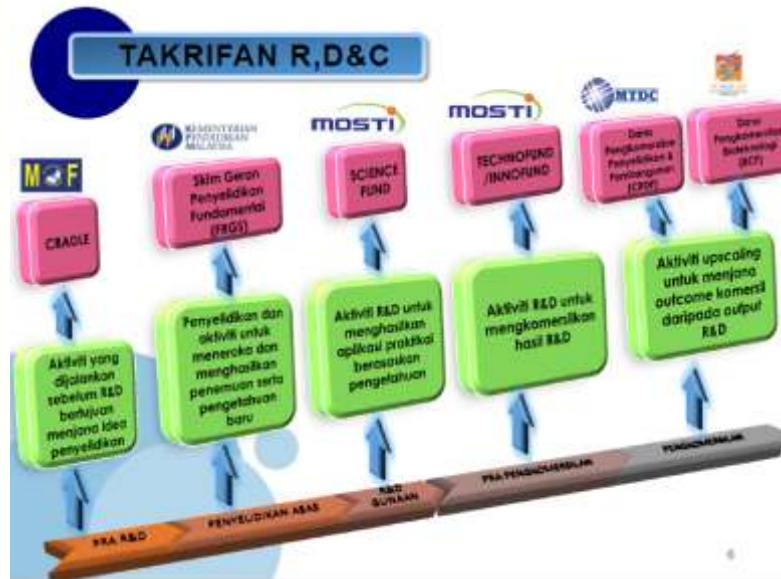 TAKRIFAN R,D&C
MOF
CRADLE
Aktiviti yang
dijalankan
sebelum R&D
bertujuan
menjana idea
penyelidikan
PRA R&D
KEMENTERIAN
PENGAJIAN
MALAYSIA
Skim Geran
Penyelidikan
Fundamental
(FRGS)
Penyelidikan dan
aktiviti untuk
meneroka dan
menghasilkan
penemuan serta
pengetahuan
baru
PENYELIDIKAN ASAS
MOSTI
SCIENCE
FUND
Aktiviti R&D untuk
menghasilkan
aplikasi praktikal
berasaskan
pengetahuan
R&D
GUNAAN
MOSTI
TECHNOFUND
/INNOFUND
Aktiviti R&D untuk
mengkomersilkan
hasil R&D
PRA PENGKOMERSILAN
MTDC
Dana
Pengkomersilan
Penyelidikan &
Pembangunan
(CRDF)
Dana
Pengkomersilan
Bioteknologi
(BCF)
Aktiviti upscaling
untuk menjana
outcome komersil
daripada output
R&D
PENGKOMERSILAN
6